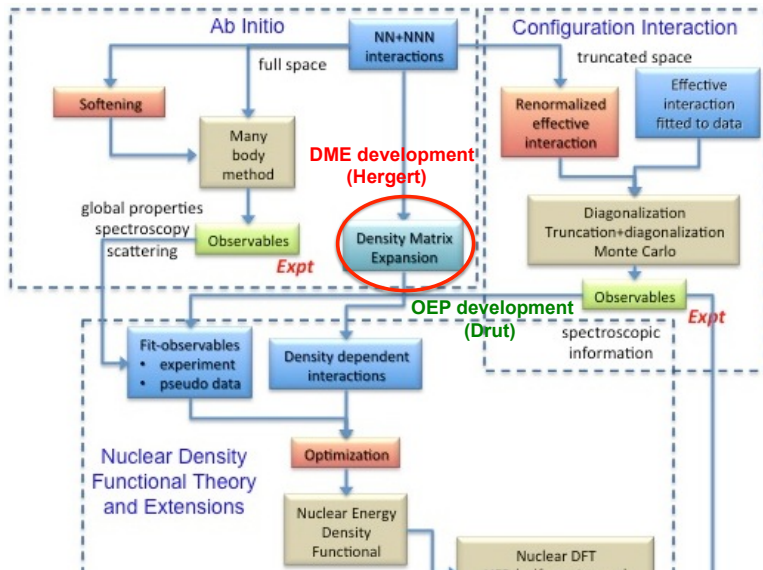 Ab Initio
NN+NNN
interactions
Configuration Interaction
full space
truncated space
Softening
Many
body
method
Renormalized
effective
interaction
Effective
interaction
fitted to data
DME development
(Hergert)
global properties
spectroscopy
scattering
Observables
Expt
Density Matrix
Expansion
Diagonalization
Truncation+diagonalization
Monte Carlo
Observables
Expt
OEP development
(Drut)
spectroscopic
information
Fit-observables
• experiment
• pseudo data
Density dependent
interactions
Nuclear Density
Functional Theory
and Extensions
Optimization
Nuclear Energy
Density
Functional
Nuclear DFT